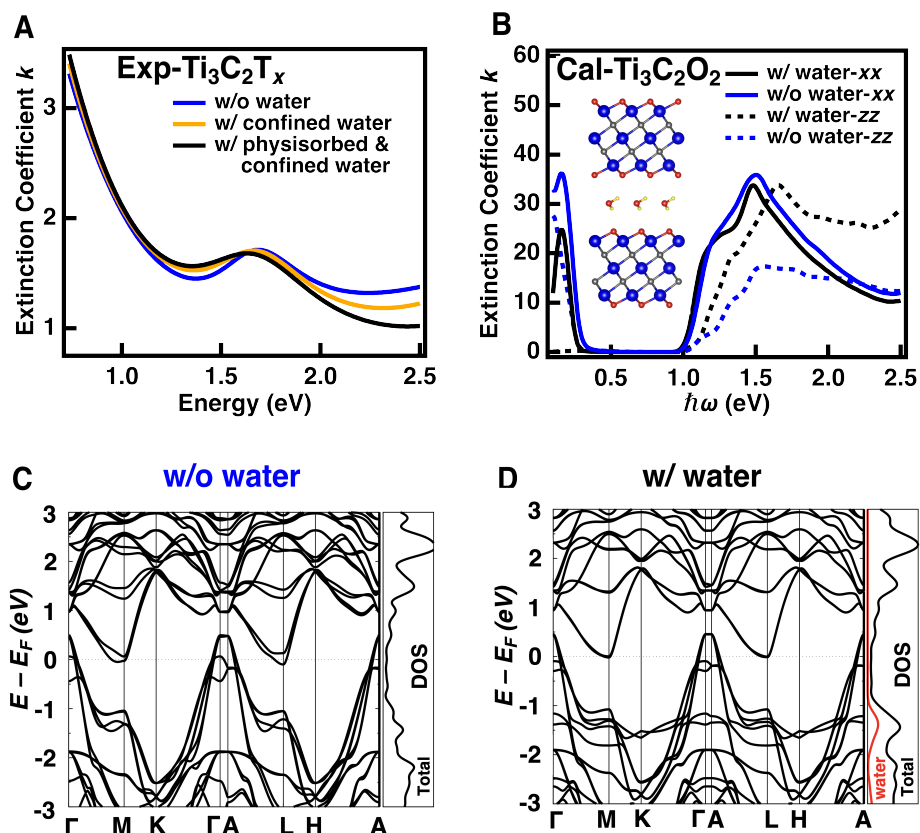 A
Exp-Ti₃C₂Tₓ
w/o water
w/ confined water
w/ physisorbed &
confined water
Extinction Coefficient k
3
2
1
1.0
1.5
2.0
2.5
Energy (eV)
B
Cal-Ti₃C₂O₂
w/ water-xx
w/o water-xx
w/ water-zz
w/o water-zz
Extinction Coefficient k
60
50
40
30
20
10
0
0.5
1.0
1.5
2.0
2.5
ℏω (eV)
C
w/o water
E − E_F (eV)
3
2
1
0
-1
-2
-3
Γ M K Γ A L H A
DOS
Total
D
w/ water
E − E_F (eV)
3
2
1
0
-1
-2
-3
Γ M K Γ A L H A
DOS
water
Total